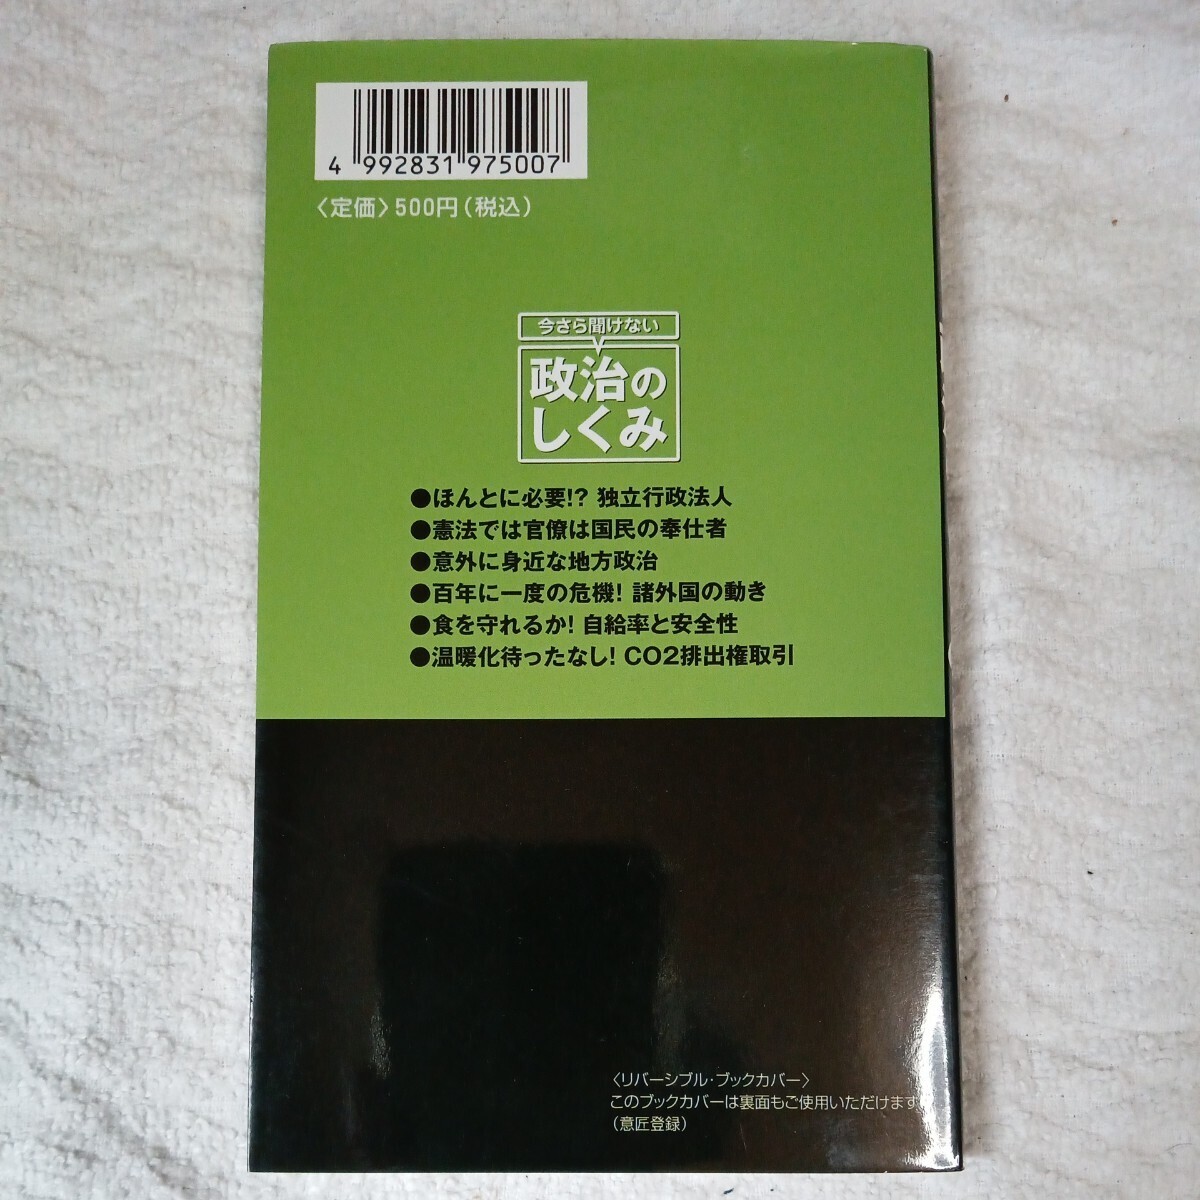 4 992831 975007
〈定価〉500円(税込)
今さら聞けない
政治の
しくみ
●ほんとに必要!? 独立行政法人
●憲法では官僚は国民の奉仕者
●意外に身近な地方政治
●百年に一度の危機! 諸外国の動き
●食を守れるか! 自給率と安全性
●温暖化待ったなし! CO2排出権取引
〈リバーシブル・ブックカバー〉
このブックカバーは裏面もご使用いただけます。
(意匠登録)